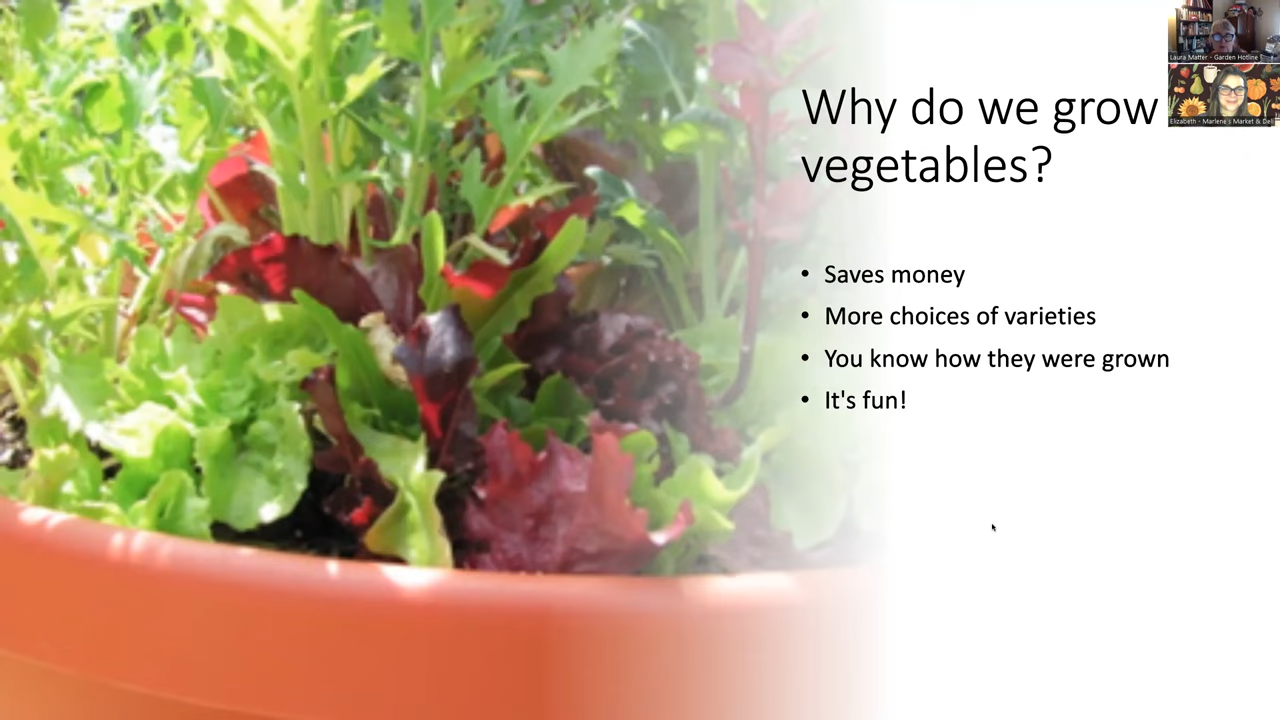 Why do we grow
vegetables?
• Saves money
• More choices of varieties
• You know how they were grown
• It's fun!
Laura Matter - Garden Hotline
Elizabeth - Marlene's Market & Deli